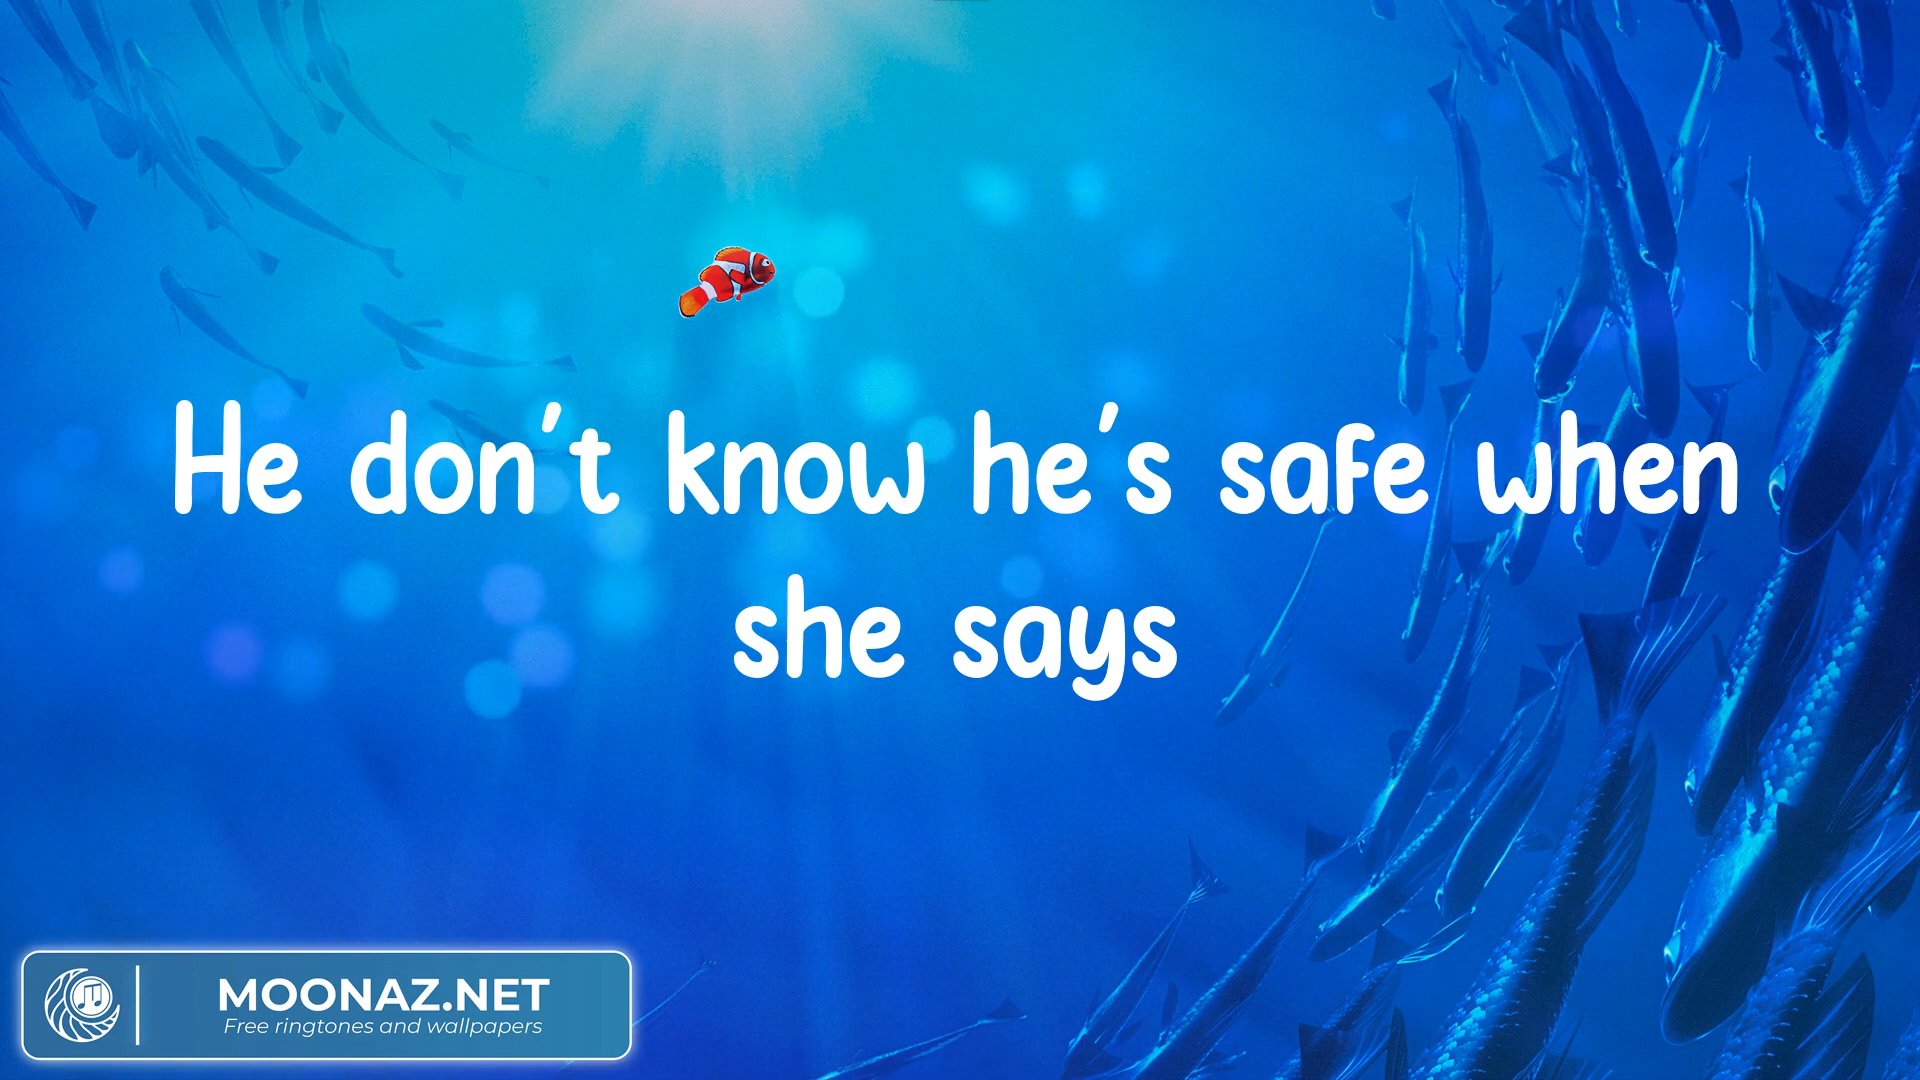 He don't know he's safe when
she says
MOONAZ.NET
Free ringtones and wallpapers